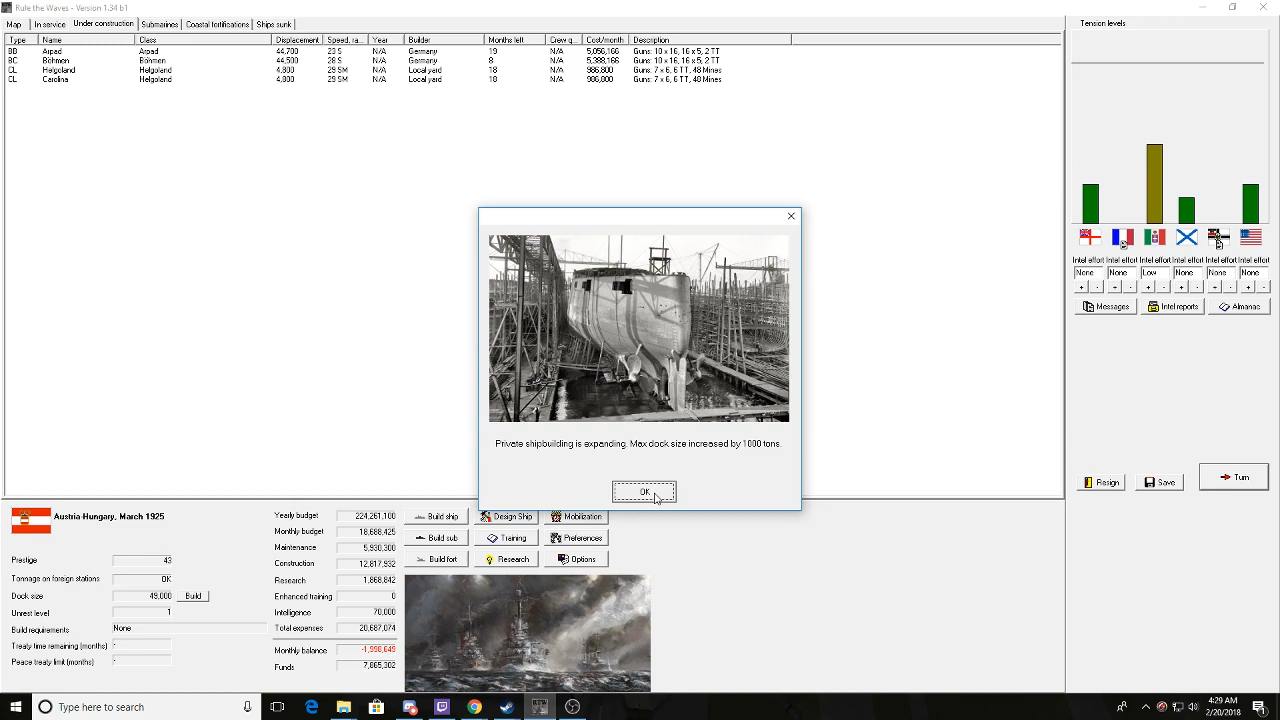 Rule the Waves - Version 1.34 b1
Map In service Under construction Submarines Coastal fortifications Ships sunk
Type Name Class Displacement Speed, ra... Year Builder Months left Crew q... Cost/month Description
BB Arpad Arpad 44,700 23 S N/A Germany 19 N/A 5,056,166 Guns: 10 x 16, 16 x 5, 2 TT
BC Böhmen Böhmen 44,500 28 S N/A Germany 8 N/A 5,388,166 Guns: 10 x 16, 16 x 5, 2 TT
CL Helgoland Helgoland 4,800 29 SM N/A Local yard 18 N/A 986,800 Guns: 7 x 6, 6 TT, 48 Mines
CL Carolina Helgoland 4,800 29 SM N/A Local yard 18 N/A 986,800 Guns: 7 x 6, 6 TT, 48 Mines
Private shipbuilding is expanding. Max dock size increased by 1000 tons.
OK
Tension levels
Intel effort Intel effort Intel effort Intel effort Intel effort Intel effort
None None Low None None None
+ - + - + - + - + - + -
Messages Intel reports Almanac
Resign Save Turn
Austria-Hungary, March 1925
Prestige 43
Tonnage on foreign stations OK
Dock size 49,000 Build
Unrest level 1
Build requirements None
Treaty time remaining (months) -
Peace treaty limit (months) -
Yearly budget 224,261,100
Monthly budget 18,688,425
Maintenance 5,930,300
Construction 12,817,932
Research 1,868,842
Enhanced training 0
Intelligence 70,000
Total expenses 20,687,074
Monthly balance -1,998,649
Funds 7,665,302
Build ship Design Ship Mobilization
Build sub Training Preferences
Build fort Research Options
Type here to search
4:29 AM
2/20/2018